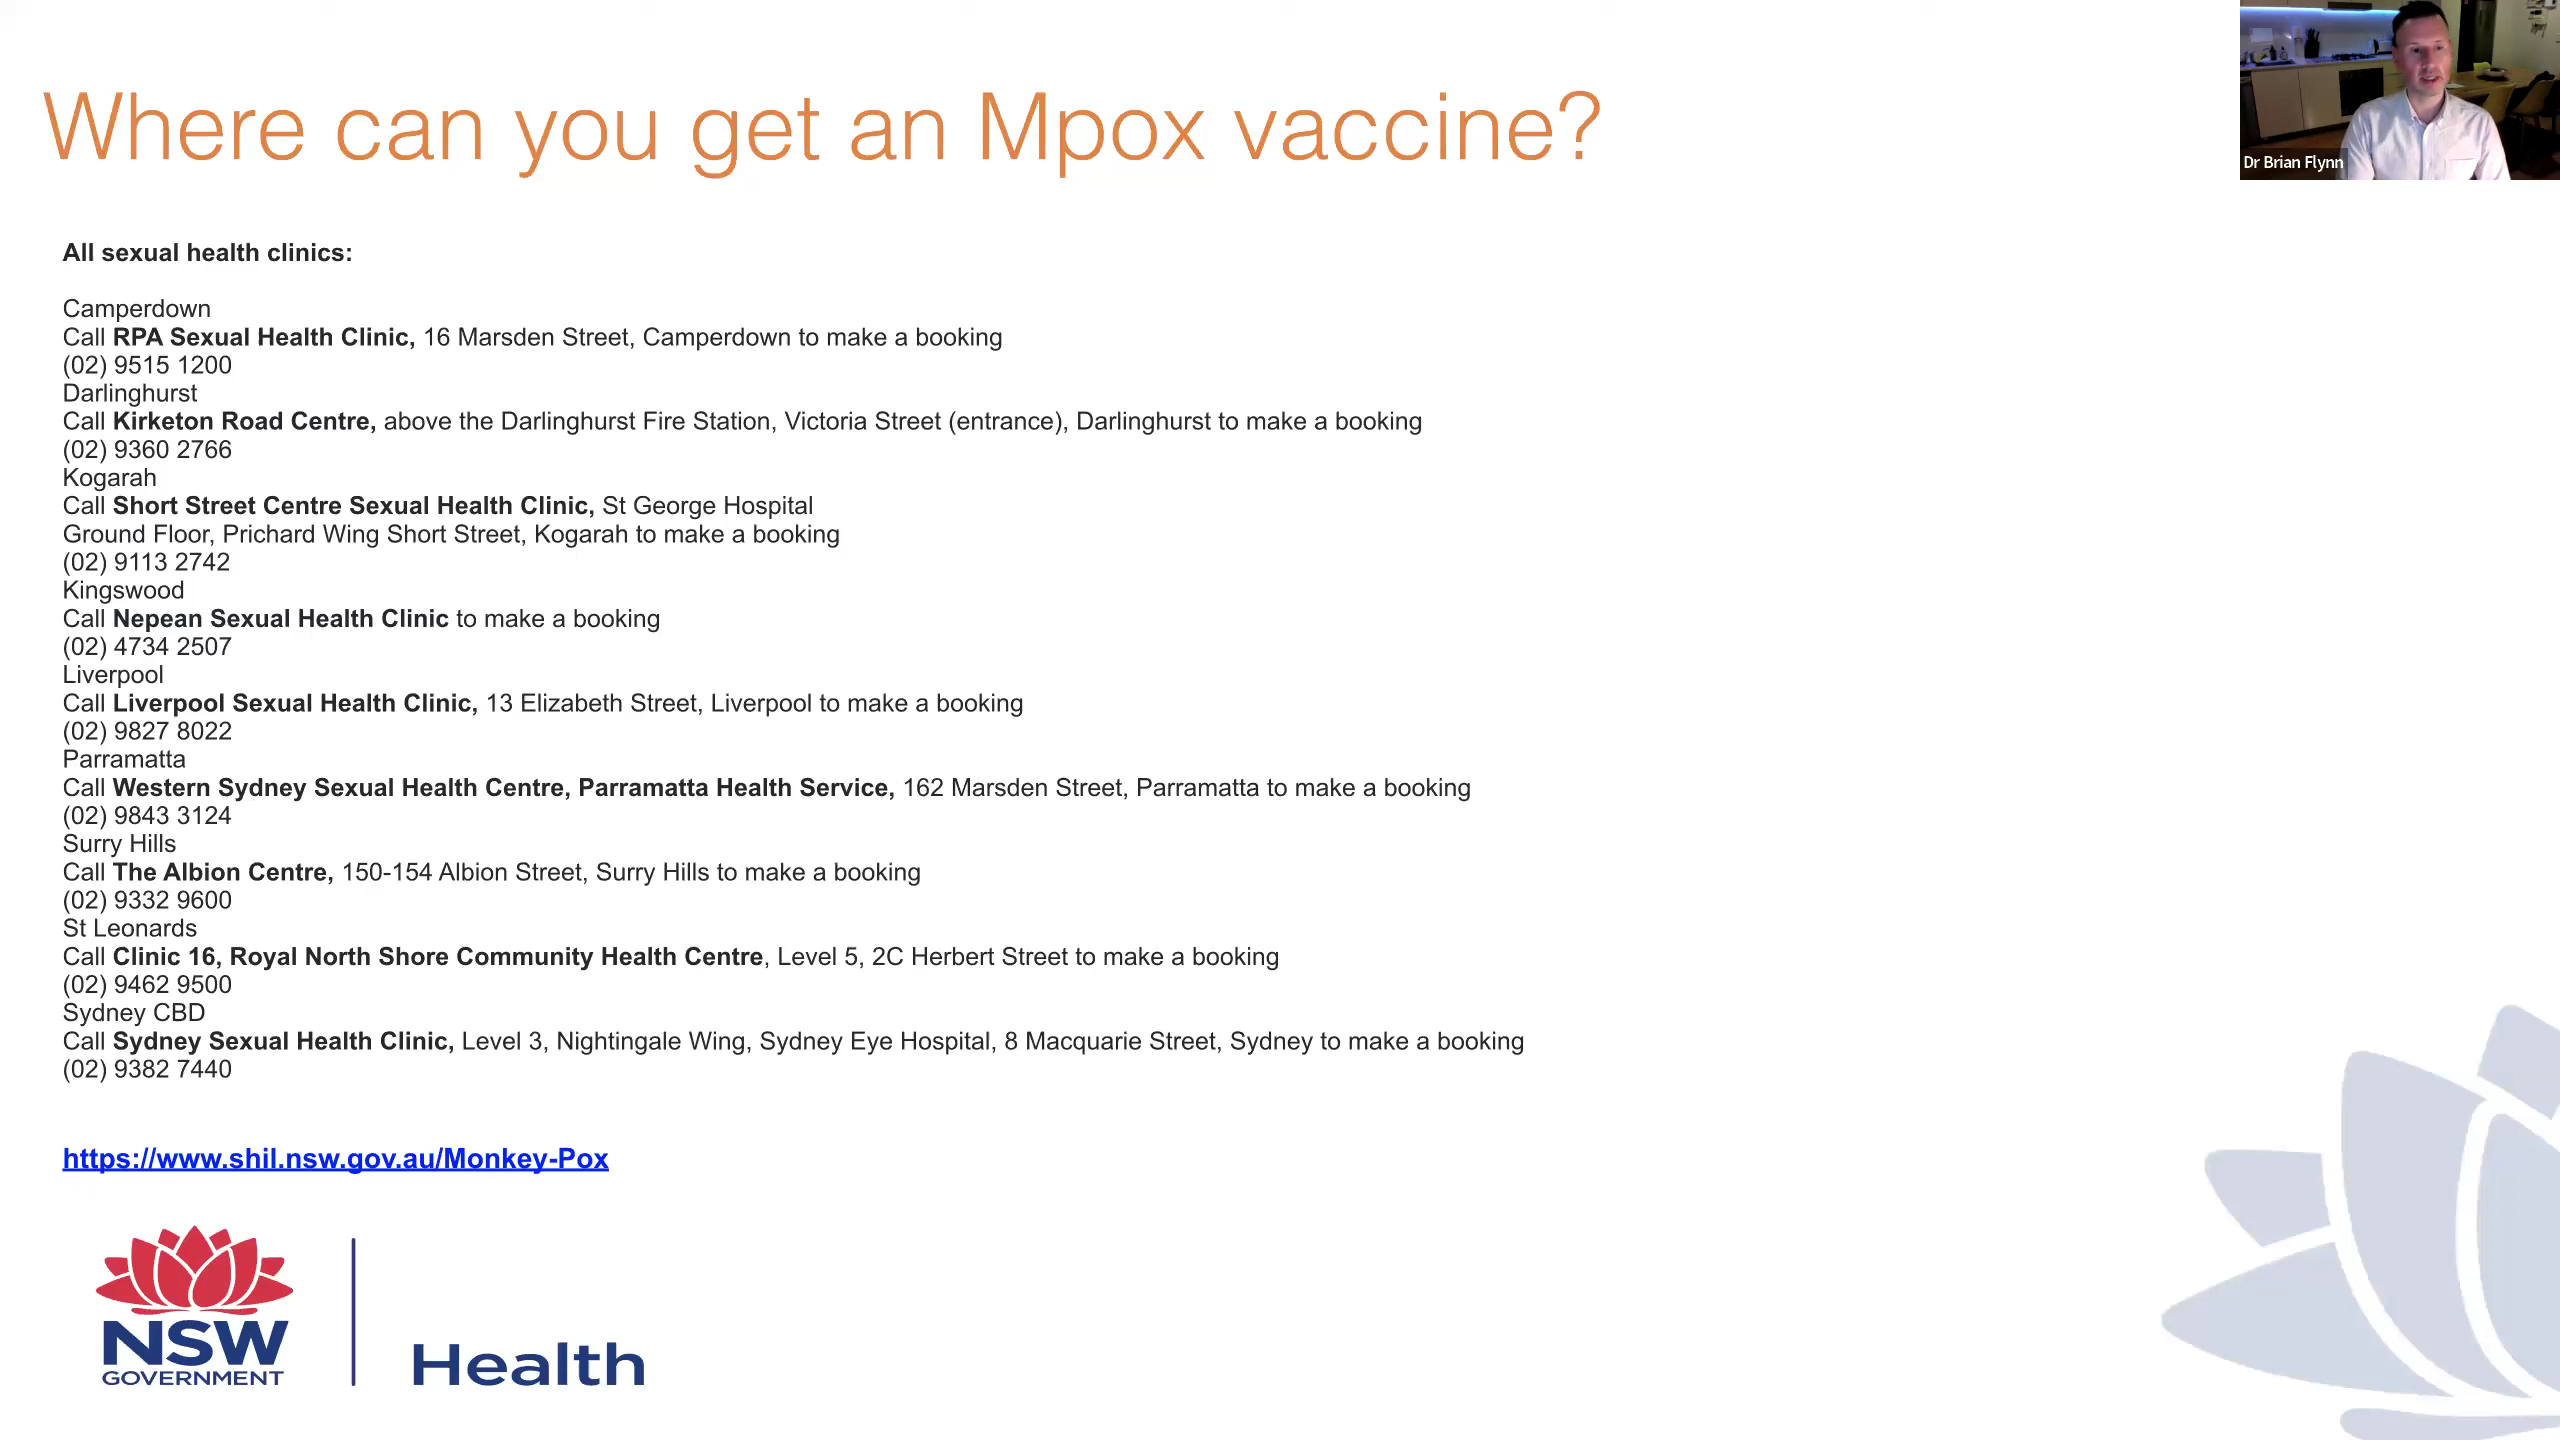 Where can you get an Mpox vaccine?
Dr Brian Flynn
All sexual health clinics:
Camperdown
Call RPA Sexual Health Clinic, 16 Marsden Street, Camperdown to make a booking
(02) 9515 1200
Darlinghurst
Call Kirketon Road Centre, above the Darlinghurst Fire Station, Victoria Street (entrance), Darlinghurst to make a booking
(02) 9360 2766
Kogarah
Call Short Street Centre Sexual Health Clinic, St George Hospital
Ground Floor, Prichard Wing Short Street, Kogarah to make a booking
(02) 9113 2742
Kingswood
Call Nepean Sexual Health Clinic to make a booking
(02) 4734 2507
Liverpool
Call Liverpool Sexual Health Clinic, 13 Elizabeth Street, Liverpool to make a booking
(02) 9827 8022
Parramatta
Call Western Sydney Sexual Health Centre, Parramatta Health Service, 162 Marsden Street, Parramatta to make a booking
(02) 9843 3124
Surry Hills
Call The Albion Centre, 150-154 Albion Street, Surry Hills to make a booking
(02) 9332 9600
St Leonards
Call Clinic 16, Royal North Shore Community Health Centre, Level 5, 2C Herbert Street to make a booking
(02) 9462 9500
Sydney CBD
Call Sydney Sexual Health Clinic, Level 3, Nightingale Wing, Sydney Eye Hospital, 8 Macquarie Street, Sydney to make a booking
(02) 9382 7440
https://www.shil.nsw.gov.au/Monkey-Pox
NSW
GOVERNMENT
Health